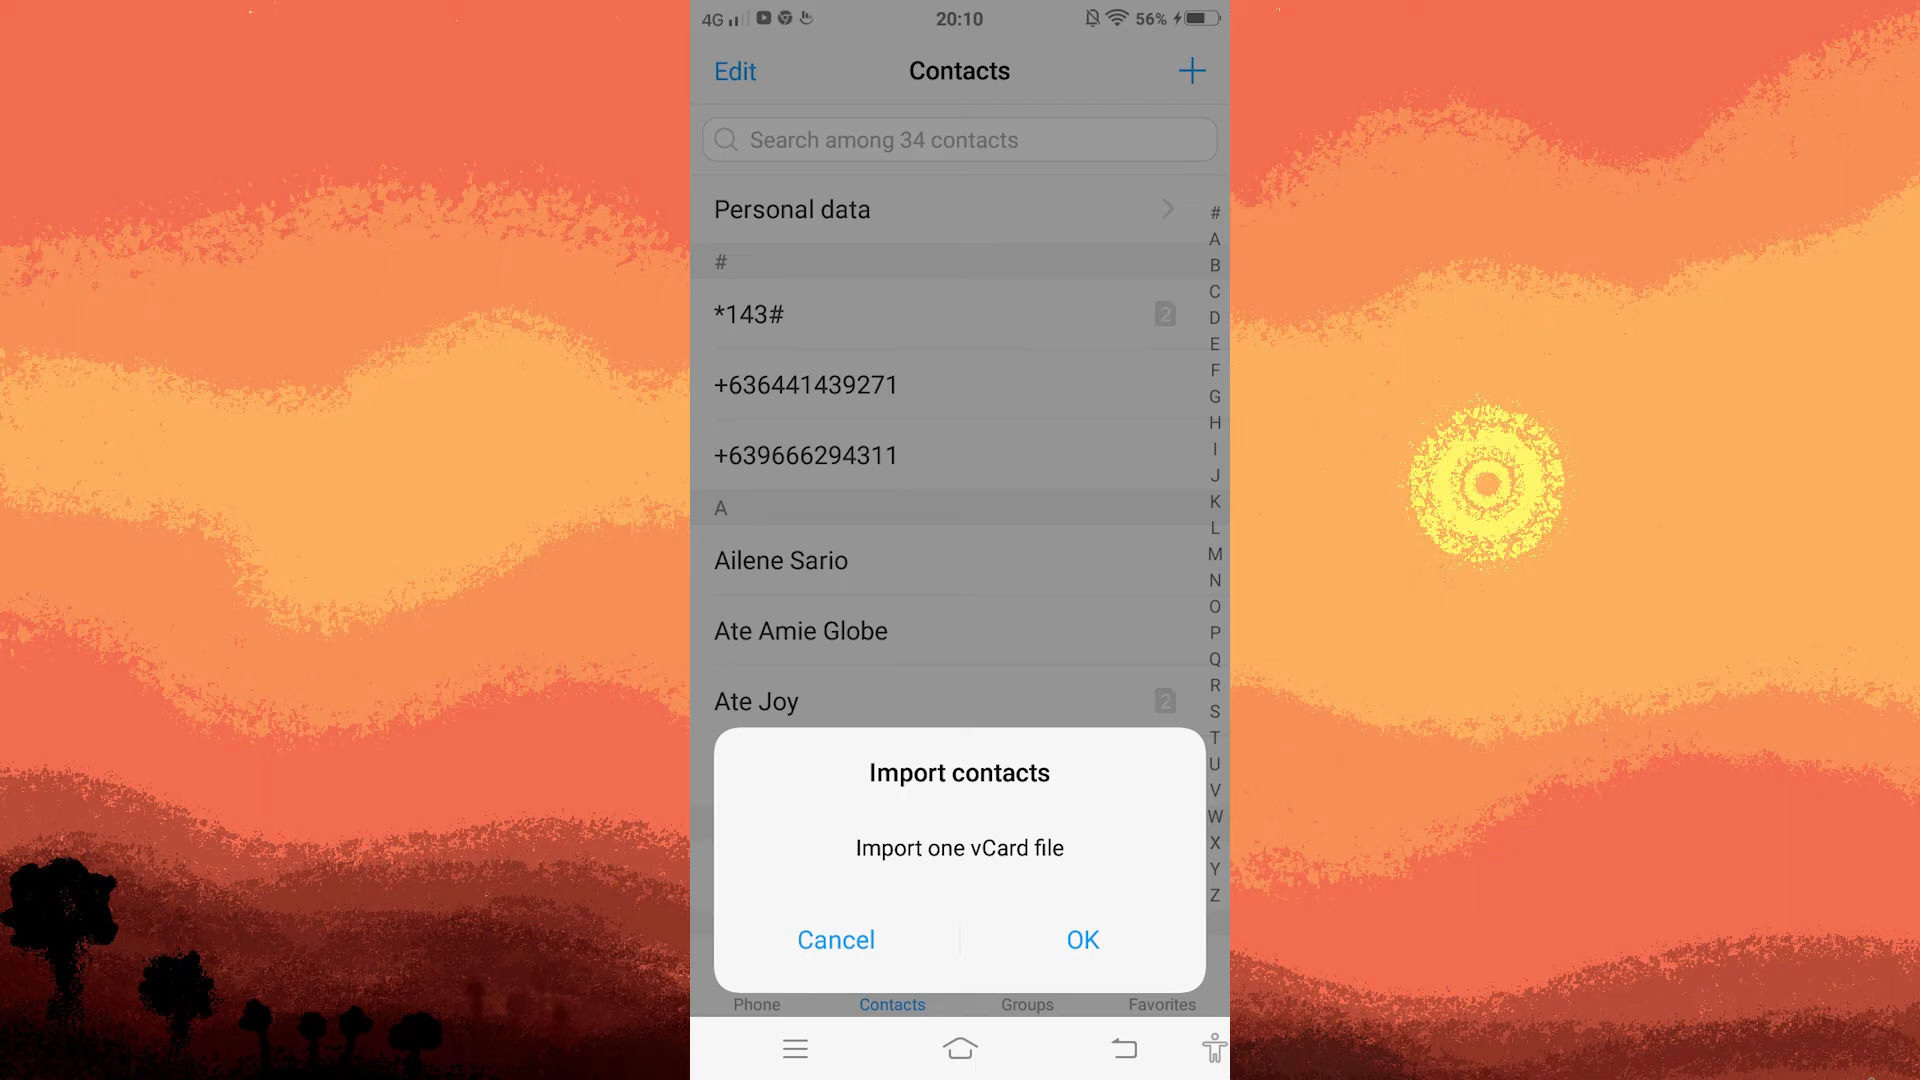 4G 20:10 56%
Edit Contacts
Search among 34 contacts
Personal data
#
*143# 2
+636441439271
+639666294311
A
Ailene Sario
Ate Amie Globe
Ate Joy 2
Import contacts
Import one vCard file
Cancel OK
Phone Contacts Groups Favorites
#
A
B
C
D
E
F
G
H
I
J
K
L
M
N
O
P
Q
R
S
T
U
V
W
X
Y
Z